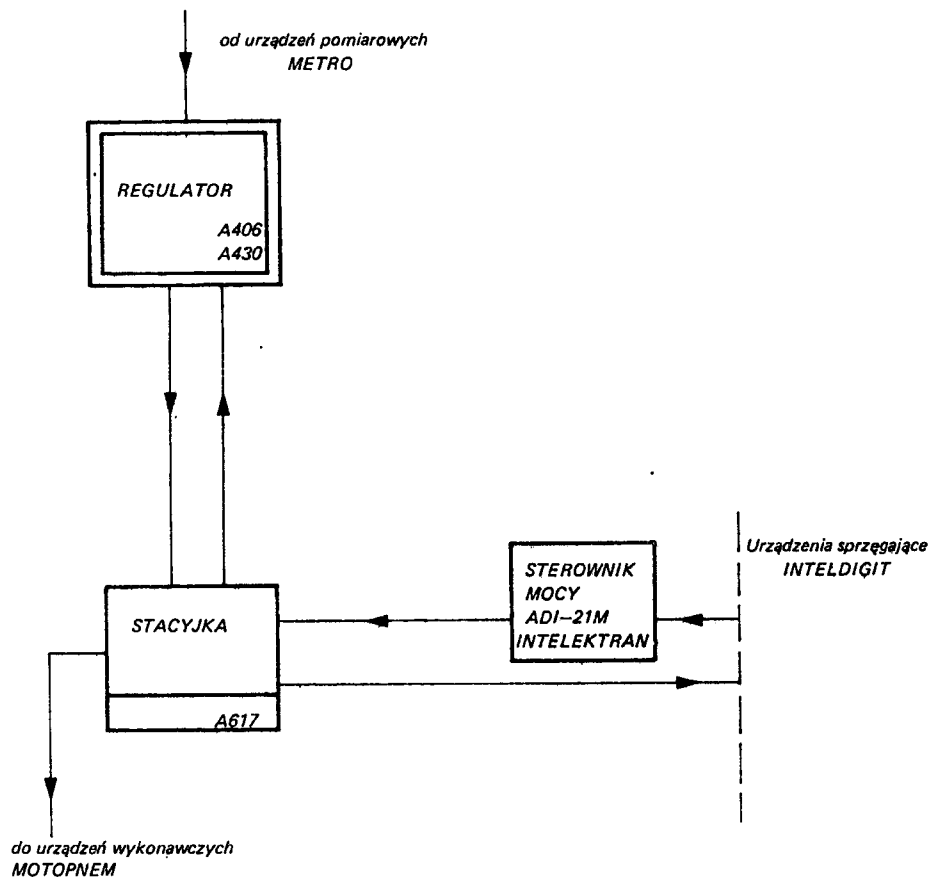 od urządzeń pomiarowych
METRO
REGULATOR
A406
A430
Urządzenia sprzęgające
INTELDIGIT
STEROWNIK
MOCY
ADI-21M
INTELEKTRAN
STACYJKA
A617
do urządzeń wykonawczych
MOTOPNEM